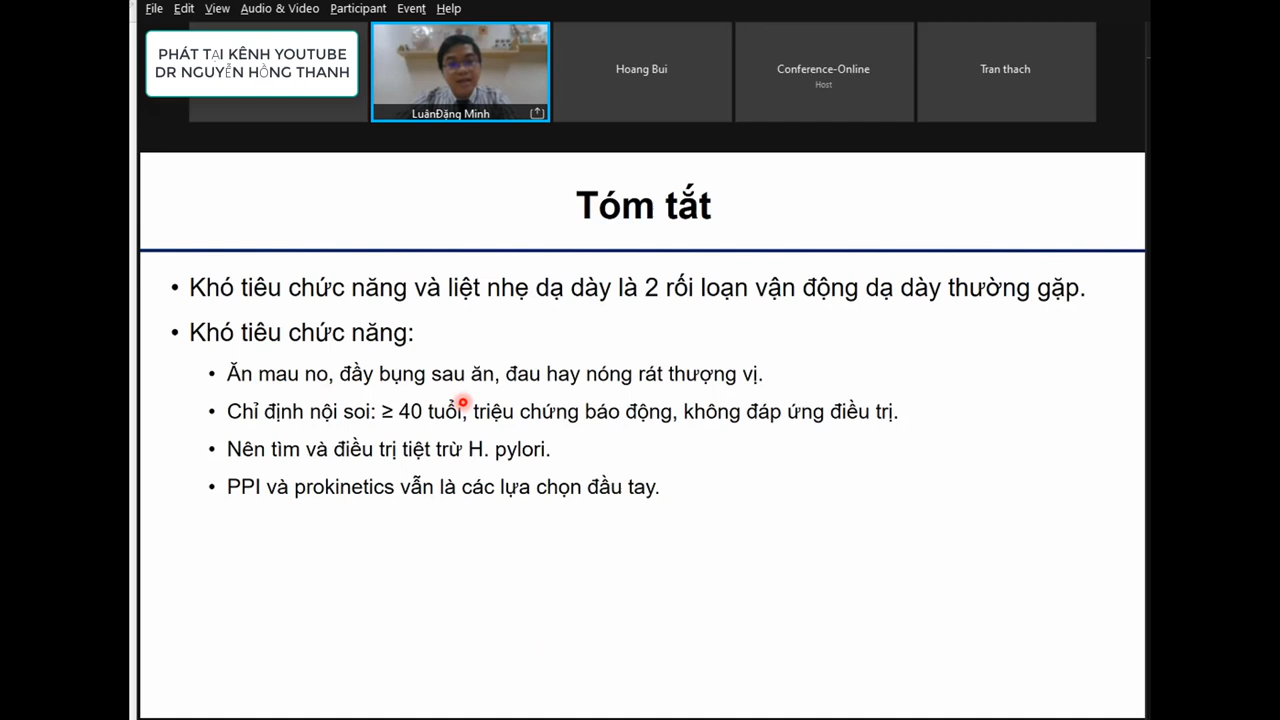 File Edit View Audio & Video Participant Event Help
PHÁT TẠI KÊNH YOUTUBE
DR NGUYỄN HỒNG THANH
LuânĐặng Minh
Hoang Bui
Conference-Online
Host
Tran thach
Tóm tắt
• Khó tiêu chức năng và liệt nhẹ dạ dày là 2 rối loạn vận động dạ dày thường gặp.
• Khó tiêu chức năng:
• Ăn mau no, đầy bụng sau ăn, đau hay nóng rát thượng vị.
• Chỉ định nội soi: ≥ 40 tuổi, triệu chứng báo động, không đáp ứng điều trị.
• Nên tìm và điều trị tiệt trừ H. pylori.
• PPI và prokinetics vẫn là các lựa chọn đầu tay.